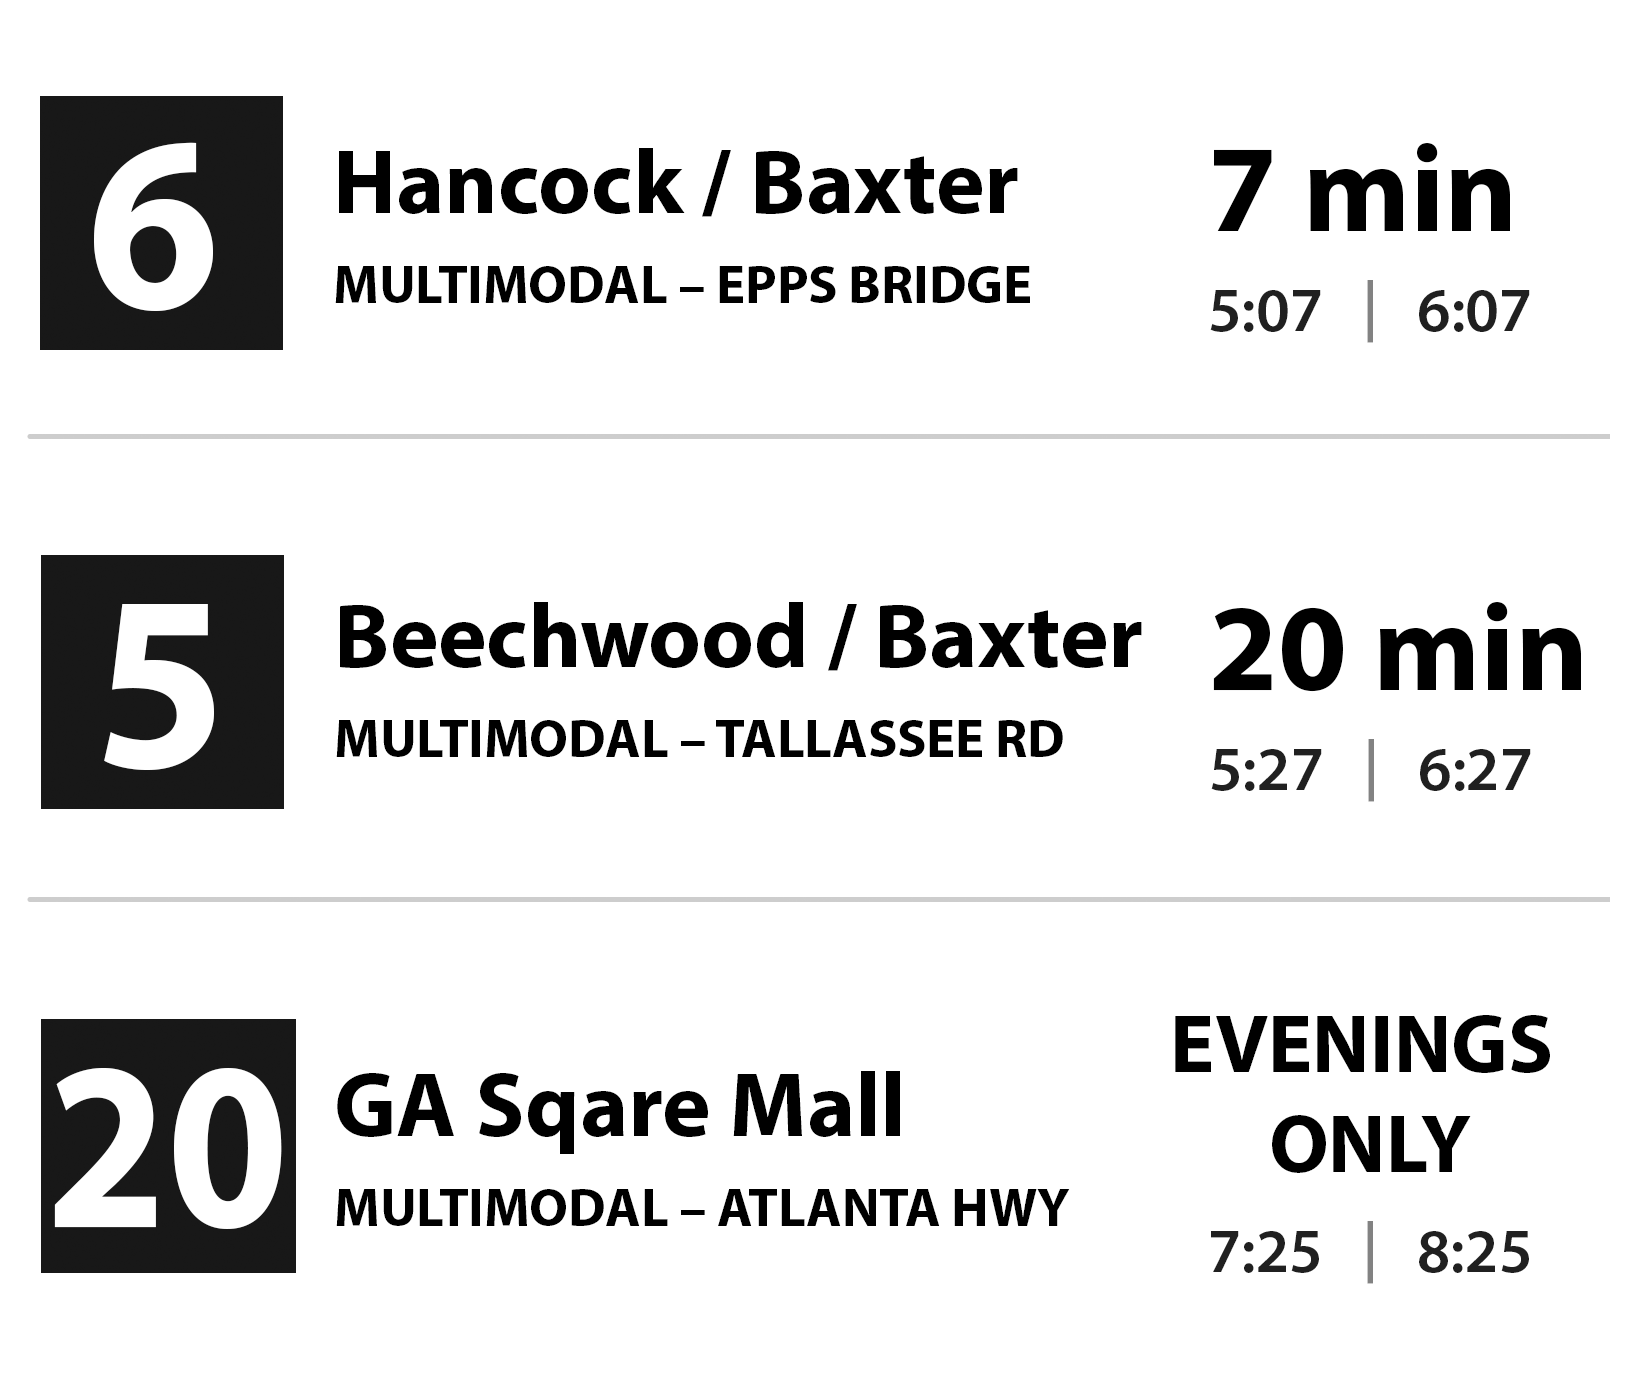 6
Hancock / Baxter
MULTIMODAL – EPPS BRIDGE
7 min
5:07 | 6:07
5
Beechwood / Baxter
MULTIMODAL – TALLASSEE RD
20 min
5:27 | 6:27
20
GA Sqare Mall
MULTIMODAL – ATLANTA HWY
EVENINGS
ONLY
7:25 | 8:25